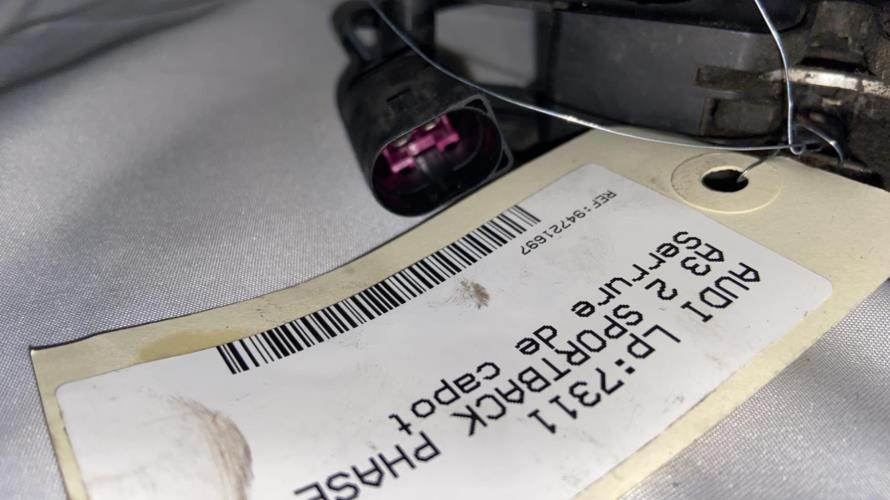 REF:94721697
AUDI Lp:7311
A3 2 SPORTBACK PHASE
Serrure de capot